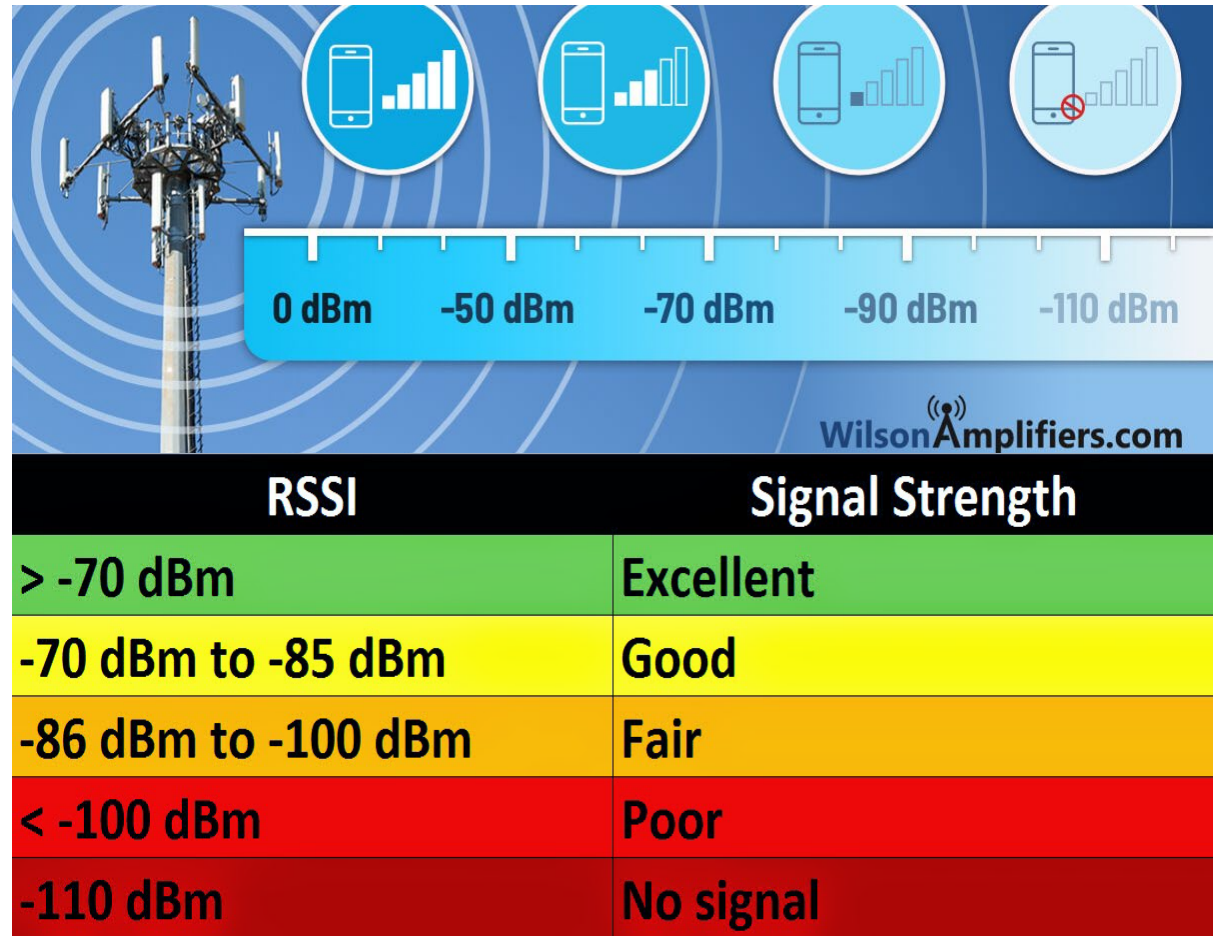 0 dBm -50 dBm -70 dBm -90 dBm -110 dBm
WilsonAmplifiers.com
RSSI Signal Strength
> -70 dBm Excellent
-70 dBm to -85 dBm Good
-86 dBm to -100 dBm Fair
< -100 dBm Poor
-110 dBm No signal